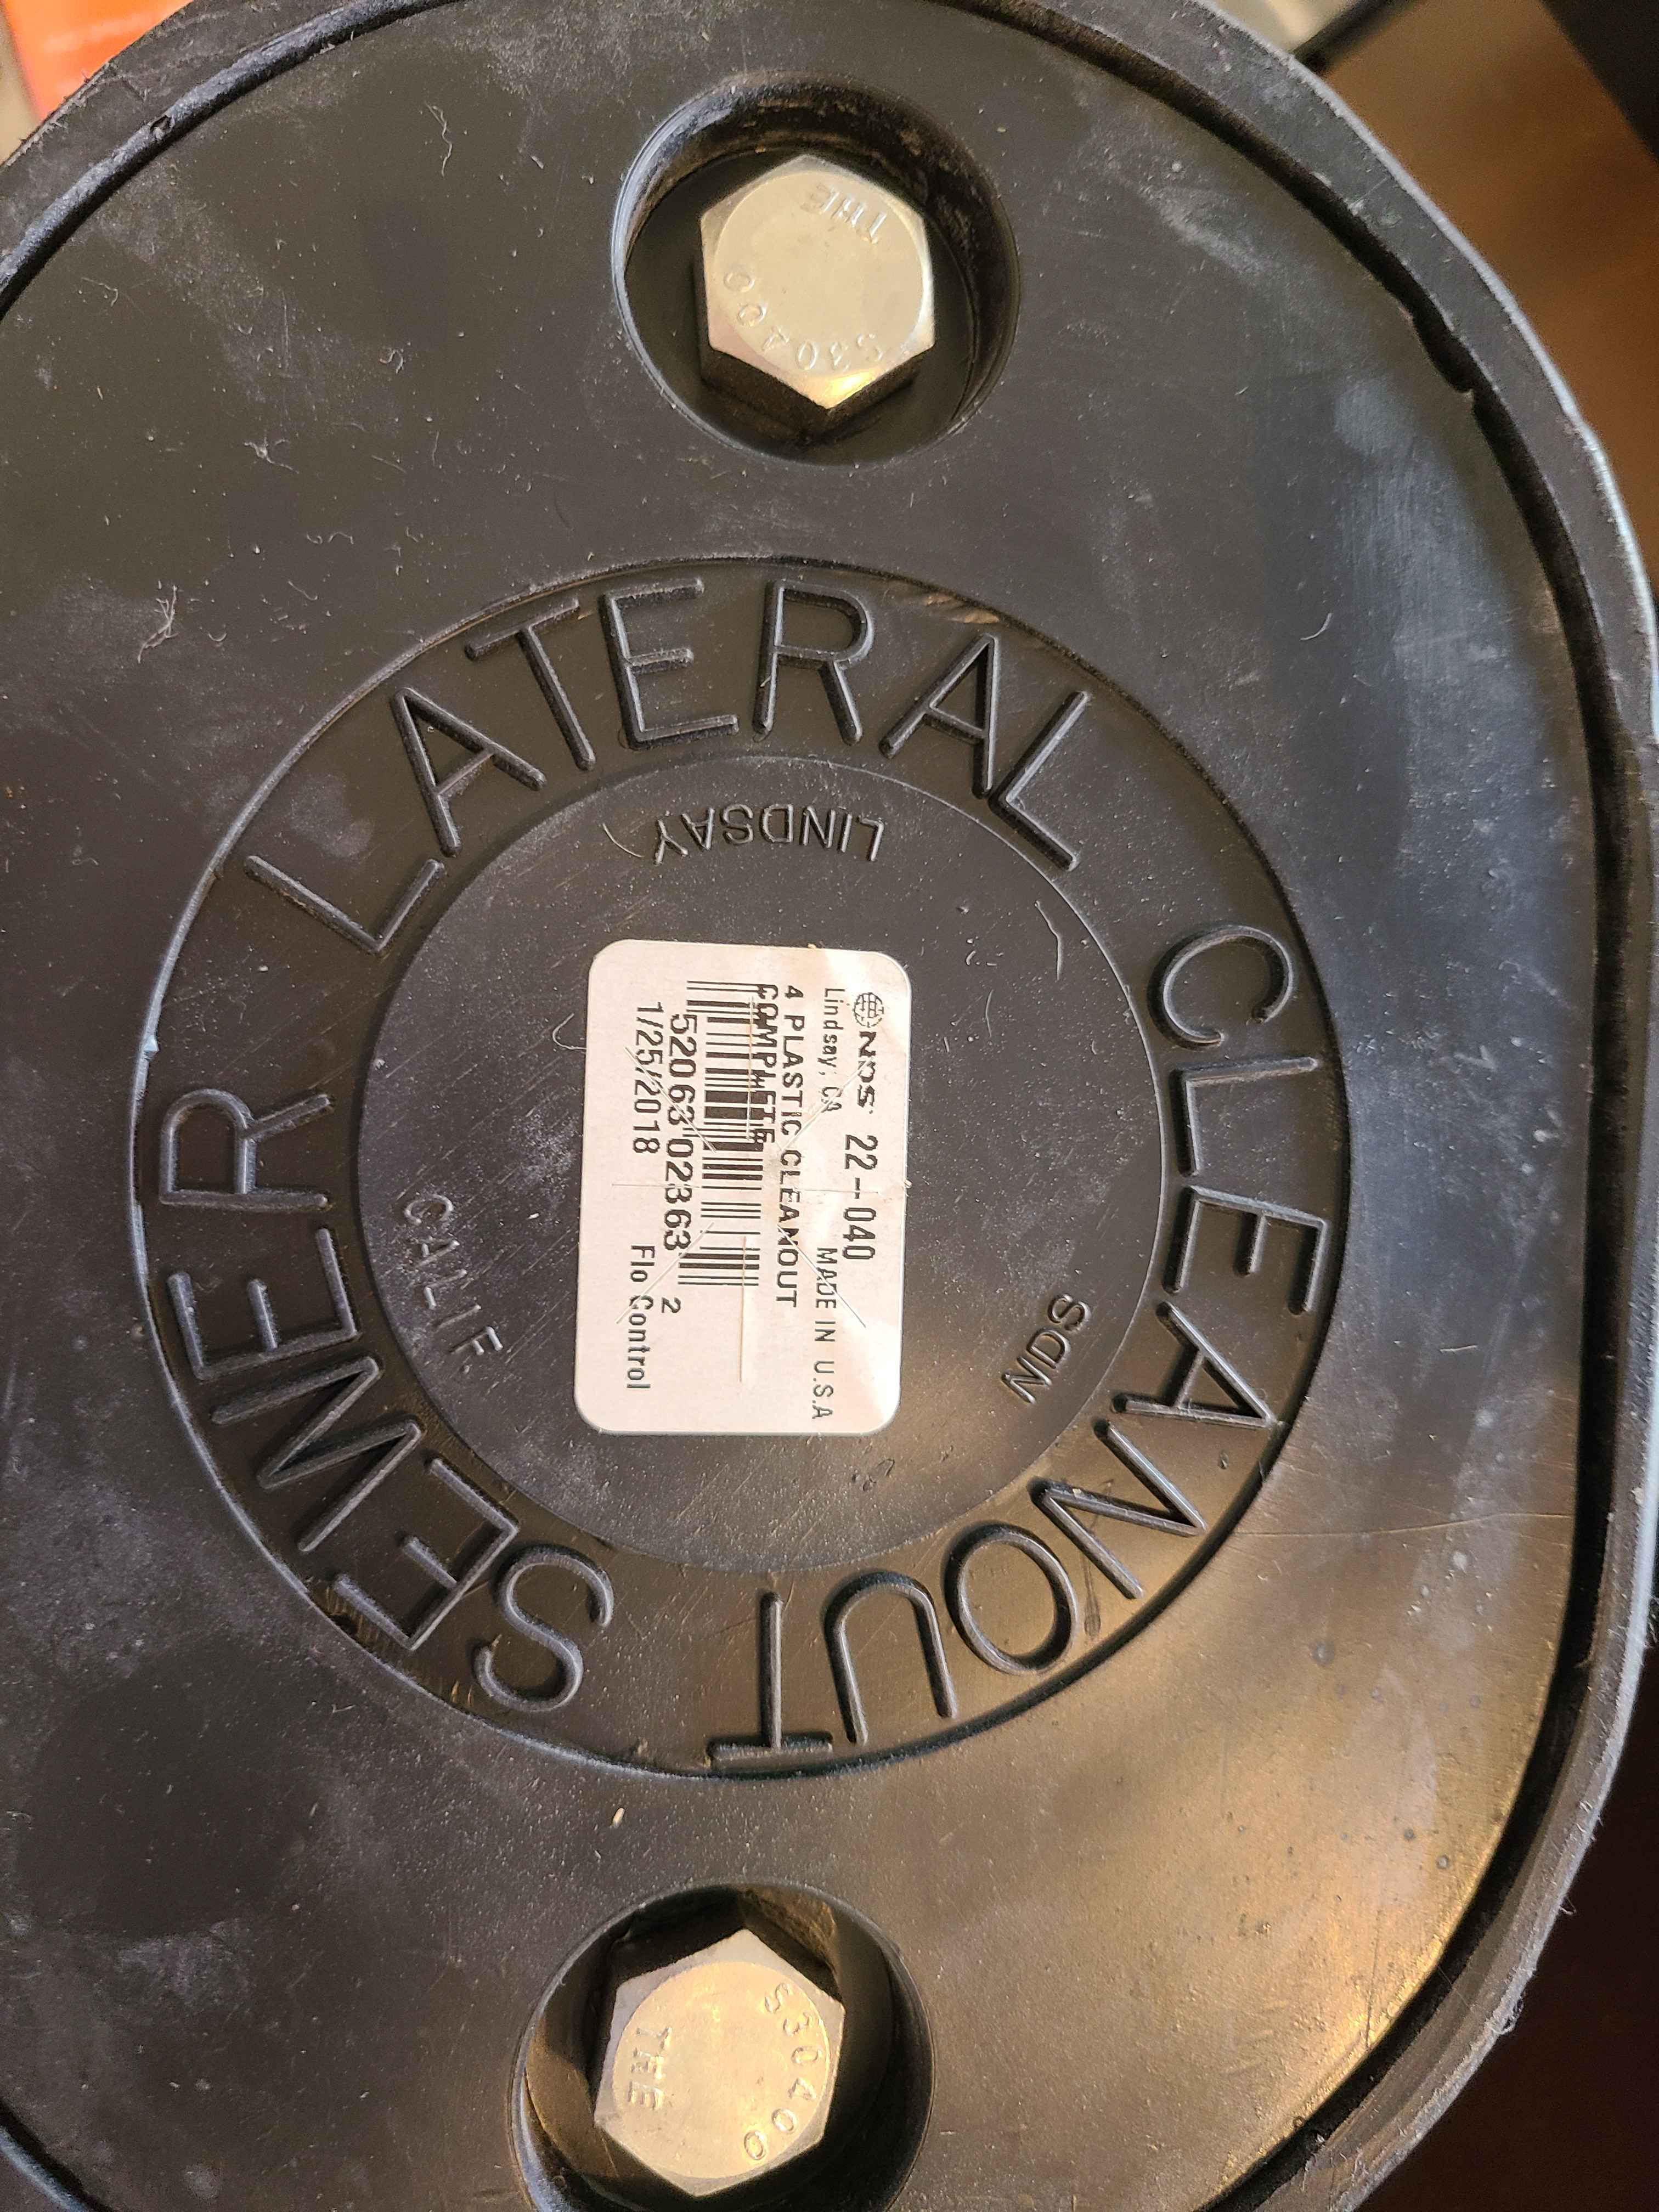 THE
S30400
SEWER LATERAL CLEANOUT
LINDSAY
CALIF.
NDS
NDS 22-040
Lindsay, CA MADE IN U.S.A
4 PLASTIC CLEANOUT
COMPLETE
52063 02363 2
1/25/2018 Flo Control
S30400
THE